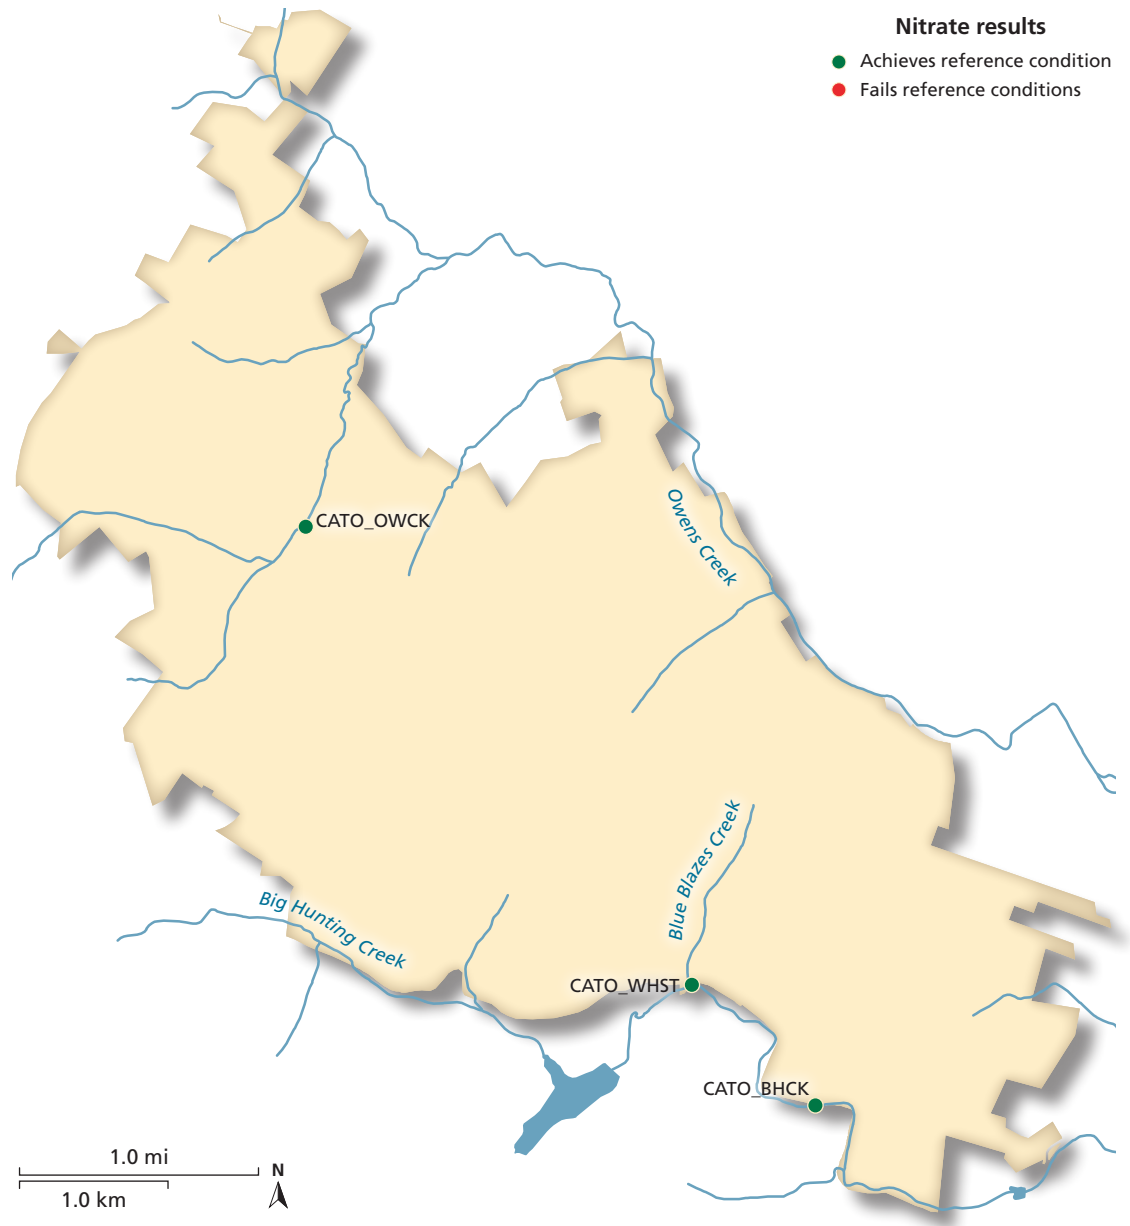 Nitrate results
Achieves reference condition
Fails reference conditions
CATO_OWCK
Owens Creek
Blue Blazes Creek
Big Hunting Creek
CATO_WHST
CATO_BHCK
1.0 mi
N
1.0 km